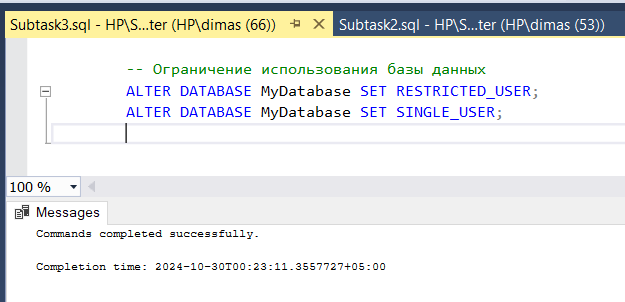 Subtask3.sql - HP\S...ter (HP\dimas (66)) Subtask2.sql - HP\S...ter (HP\dimas (53))
-- Ограничение использования базы данных
ALTER DATABASE MyDatabase SET RESTRICTED_USER;
ALTER DATABASE MyDatabase SET SINGLE_USER;
100 %
Messages
Commands completed successfully.
Completion time: 2024-10-30T00:23:11.3557727+05:00